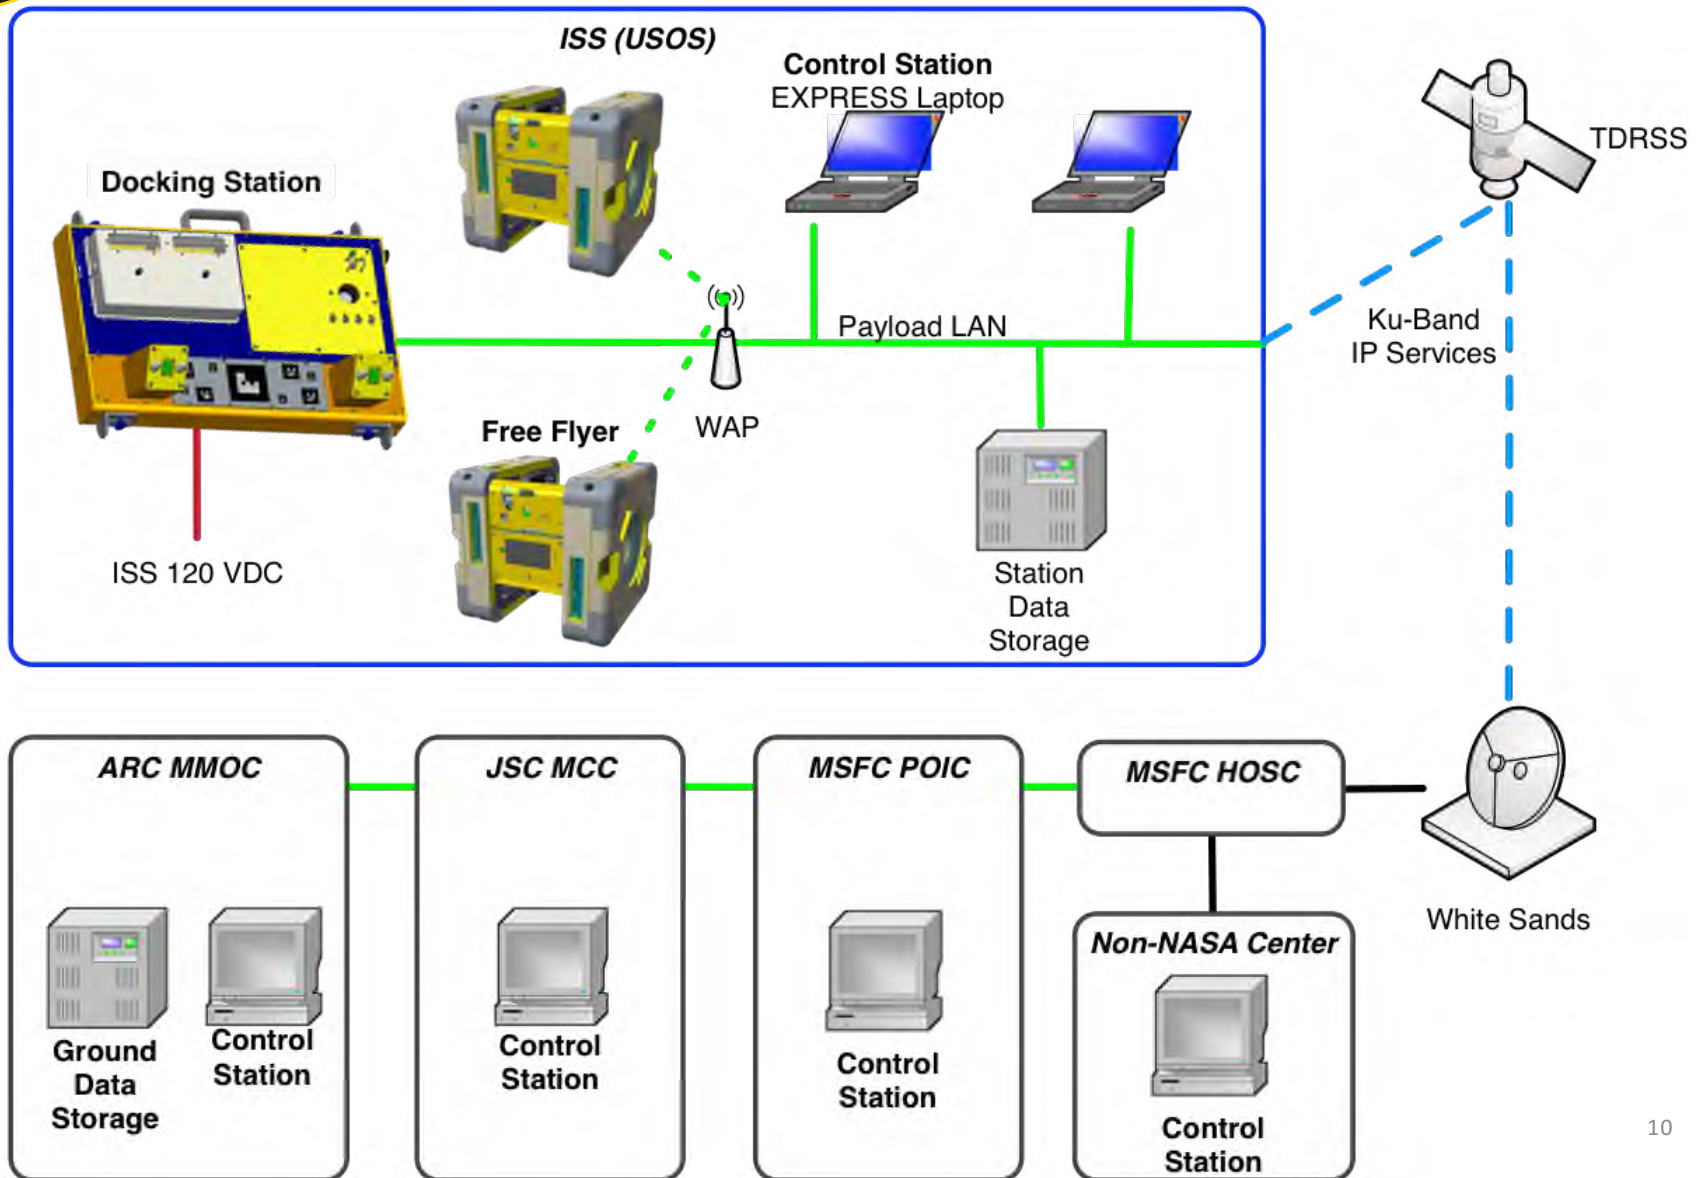 ISS (USOS)
Control Station
EXPRESS Laptop
TDRSS
Docking Station
Payload LAN
Ku-Band
IP Services
WAP
Free Flyer
ISS 120 VDC
Station
Data
Storage
ARC MMOC
JSC MCC
MSFC POIC
MSFC HOSC
White Sands
Non-NASA Center
Ground
Data
Storage
Control
Station
Control
Station
Control
Station
Control
Station
10